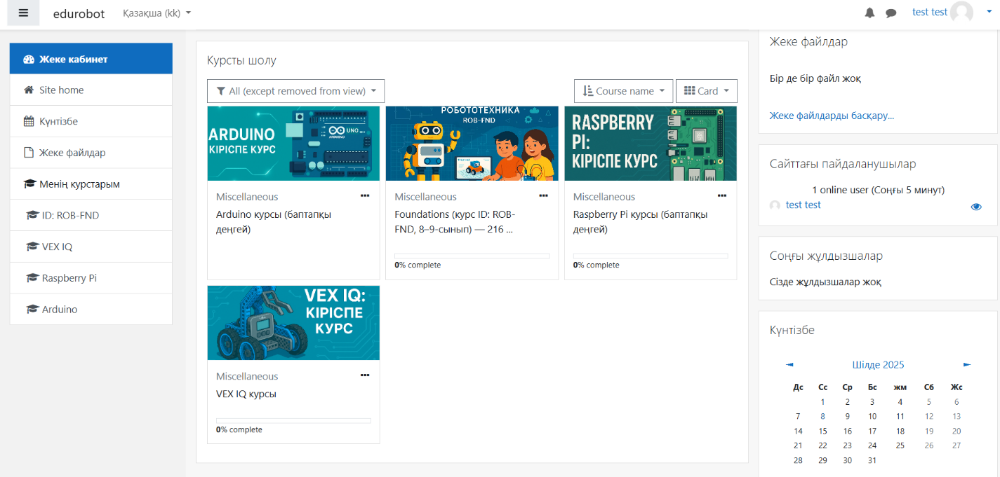 edurobot
Қазақша (kk)
test test
Жеке кабинет
Site home
Күнтізбе
Жеке файлдар
Менің курстарым
ID: ROB-FND
VEX IQ
Raspberry Pi
Arduino
Курсты шолу
All (except removed from view)
Course name
Card
ARDUINO
КІРІСПЕ КУРС
UNO
ARDUINO
Miscellaneous
Arduino курсы (баптапқы
деңгей)
РОБОТОТЕХНИКА
ROB-FND
Miscellaneous
Foundations (курс ID: ROB-
FND, 8–9-сынып) — 216 ...
0% complete
RASPBERRY
PI:
КІРІСПЕ КУРС
Miscellaneous
Raspberry Pi курсы (баптапқы
деңгей)
0% complete
VEX IQ:
КІРІСПЕ
КУРС
Miscellaneous
VEX IQ курсы
0% complete
Жеке файлдар
Бір де бір файл жоқ
Жеке файлдарды басқару...
Сайттағы пайдаланушылар
1 online user (Соңғы 5 минут)
test test
Соңғы жұлдызшалар
Сізде жұлдызшалар жоқ
Күнтізбе
Шілде 2025
Дс Сс Ср Бс жм Сб Жс
1 2 3 4 5 6
7 8 9 10 11 12 13
14 15 16 17 18 19 20
21 22 23 24 25 26 27
28 29 30 31